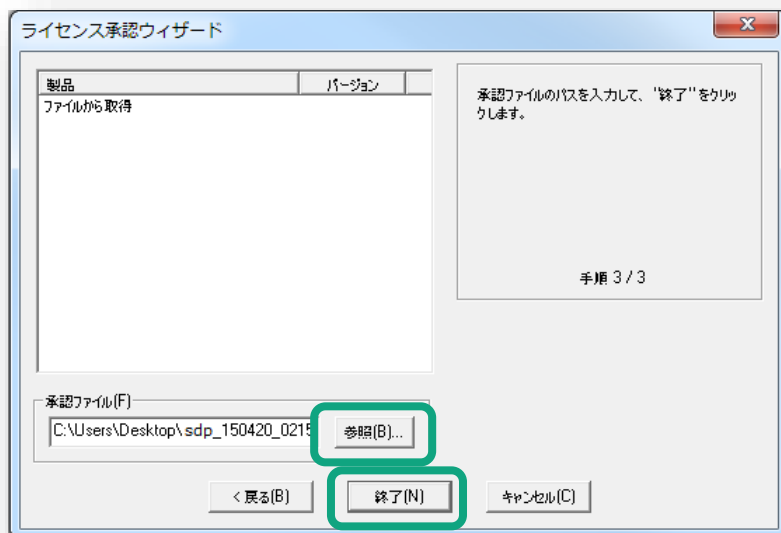 ライセンス承認ウィザード
製品 バージョン
ファイルから取得
承認ファイルのパスを入力して、"終了"をクリッ
クします。
手順 3 / 3
承認ファイル(F)
C:\Users\Desktop\sdp_150420_0215
参照(B)...
< 戻る(B) 終了(N) キャンセル(C)